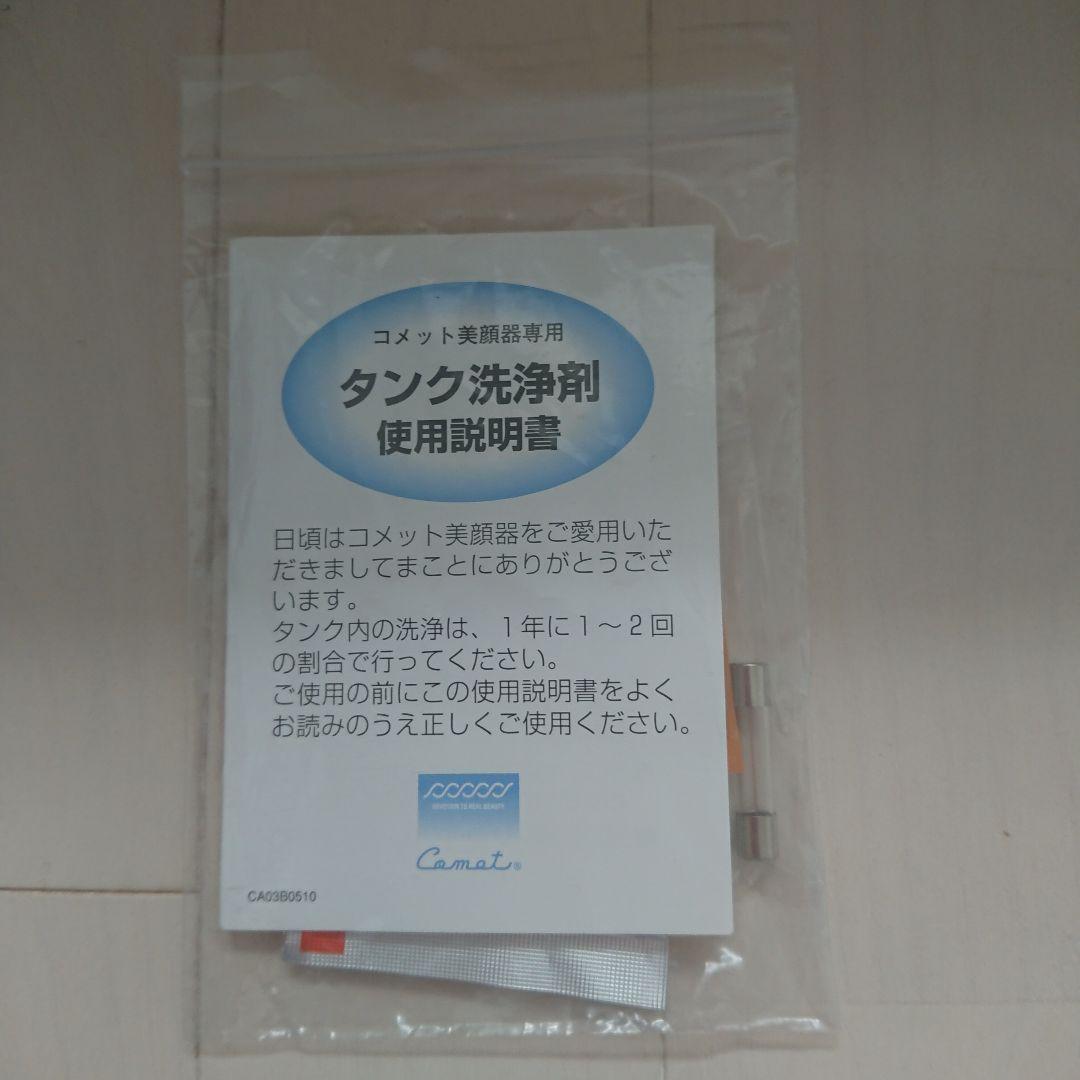 コメット美顔器専用
タンク洗浄剤
使用説明書
日頃はコメット美顔器をご愛用いた
だきましてまことにありがとうござ
います。
タンク内の洗浄は、1年に1〜2回
の割合で行ってください。
ご使用の前にこの使用説明書をよく
お読みのうえ正しくご使用ください。
DEVOTION TO REAL BEAUTY
Comet®
CA03B0510